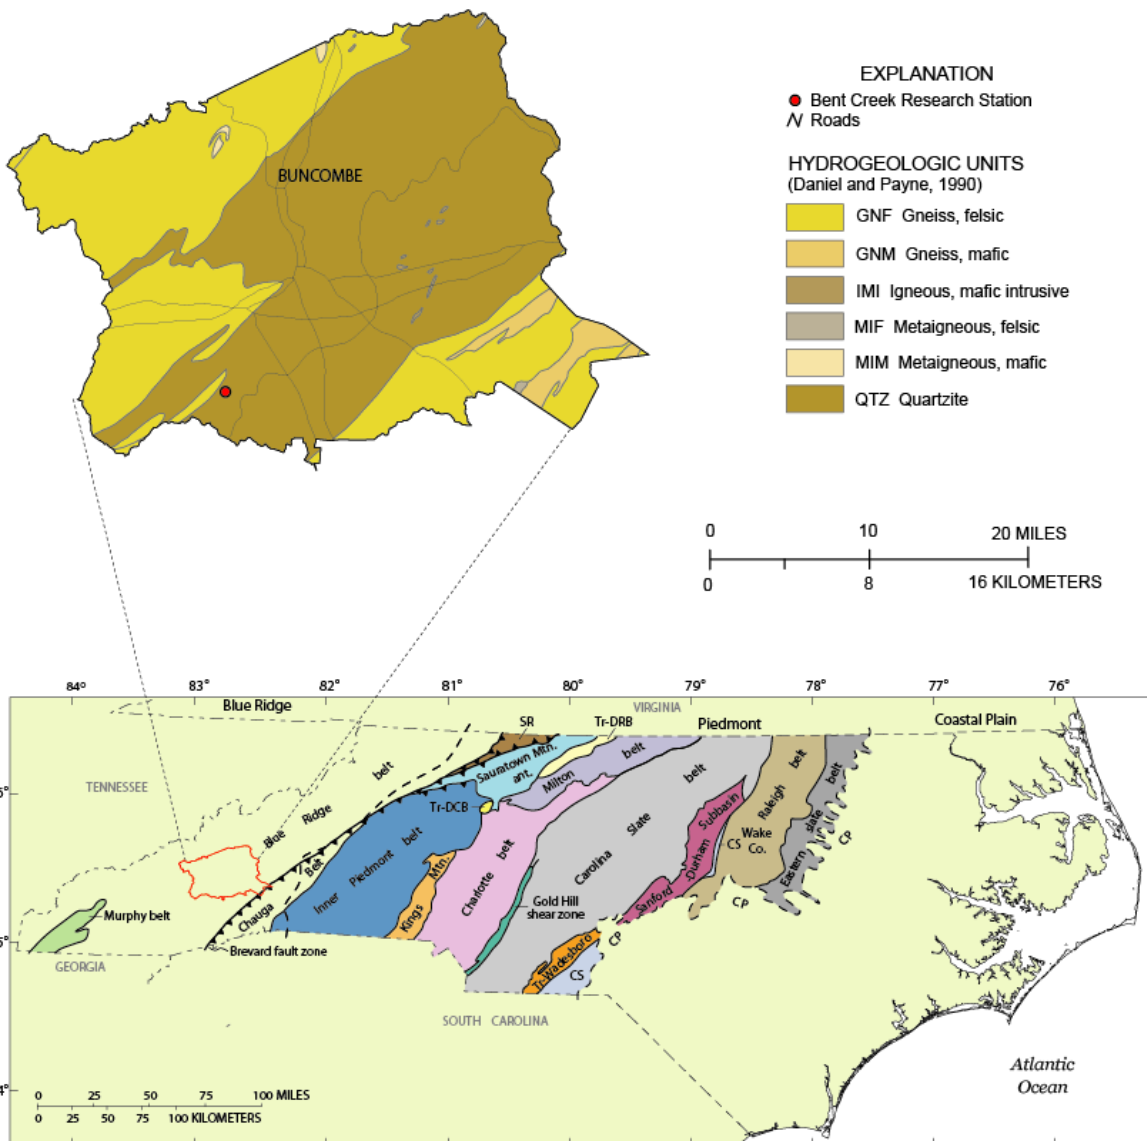 BUNCOMBE
EXPLANATION
Bent Creek Research Station
Roads
HYDROGEOLOGIC UNITS
(Daniel and Payne, 1990)
GNF Gneiss, felsic
GNM Gneiss, mafic
IMI Igneous, mafic intrusive
MIF Metaigneous, felsic
MIM Metaigneous, mafic
QTZ Quartzite
0 10 20 MILES
0 8 16 KILOMETERS
84° 83° 82° 81° 80° 79° 78° 77° 76°
Blue Ridge
VIRGINIA
Piedmont
Coastal Plain
SR
Tr-DRB
TENNESSEE
Blue Ridge belt
Sauratown Mtn.
ant.
Milton belt
Tr-DCB
Inner Piedmont belt
Kings Mtn.
Charlotte belt
Carolina Slate belt
Sanford -Durham Subbasin
CS
Raleigh belt
Wake
Co.
Eastern slate belt
CP
CP
CP
Gold Hill
shear zone
Tr-Wadesboro
CS
Chauga Belt
Murphy belt
Brevard fault zone
GEORGIA
SOUTH CAROLINA
5°
5°
4°
Atlantic
Ocean
0 25 50 75 100 MILES
0 25 50 75 100 KILOMETERS